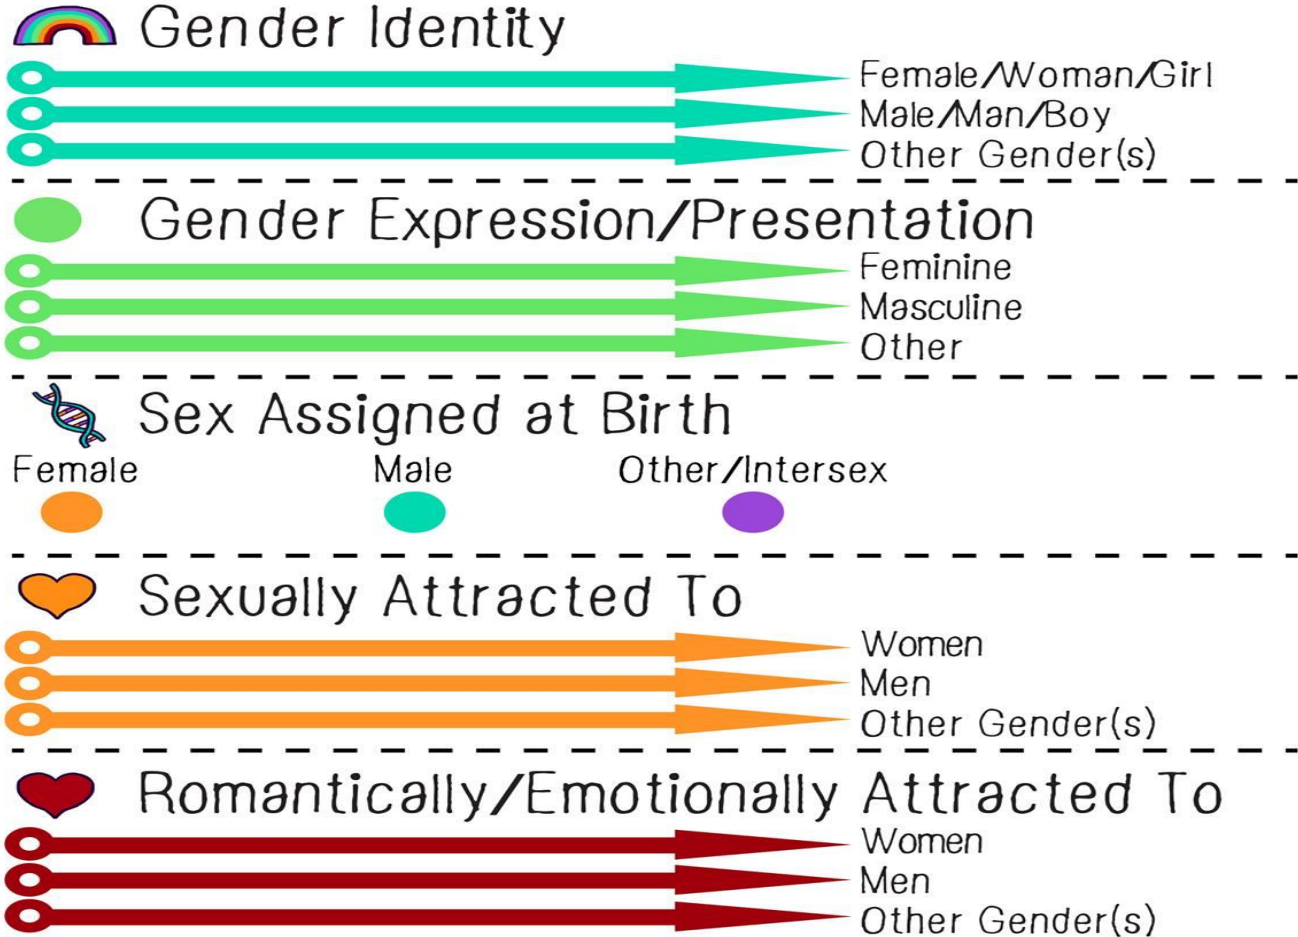 Gender Identity
Female/Woman/Girl
Male/Man/Boy
Other Gender(s)
Gender Expression/Presentation
Feminine
Masculine
Other
Sex Assigned at Birth
Female Male Other/Intersex
Sexually Attracted To
Women
Men
Other Gender(s)
Romantically/Emotionally Attracted To
Women
Men
Other Gender(s)